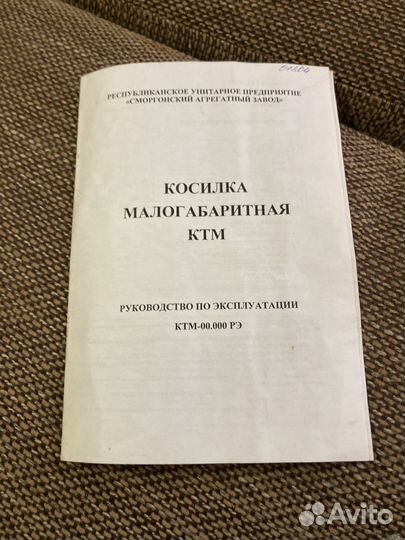 РЕСПУБЛИКАНСКОЕ УНИТАРНОЕ ПРЕДПРИЯТИЕ
«СМОРГОНСКИЙ АГРЕГАТНЫЙ ЗАВОД»
КОСИЛКА
МАЛОГАБАРИТНАЯ
КТМ
РУКОВОДСТВО ПО ЭКСПЛУАТАЦИИ
КТМ-00.000 РЭ
Avito